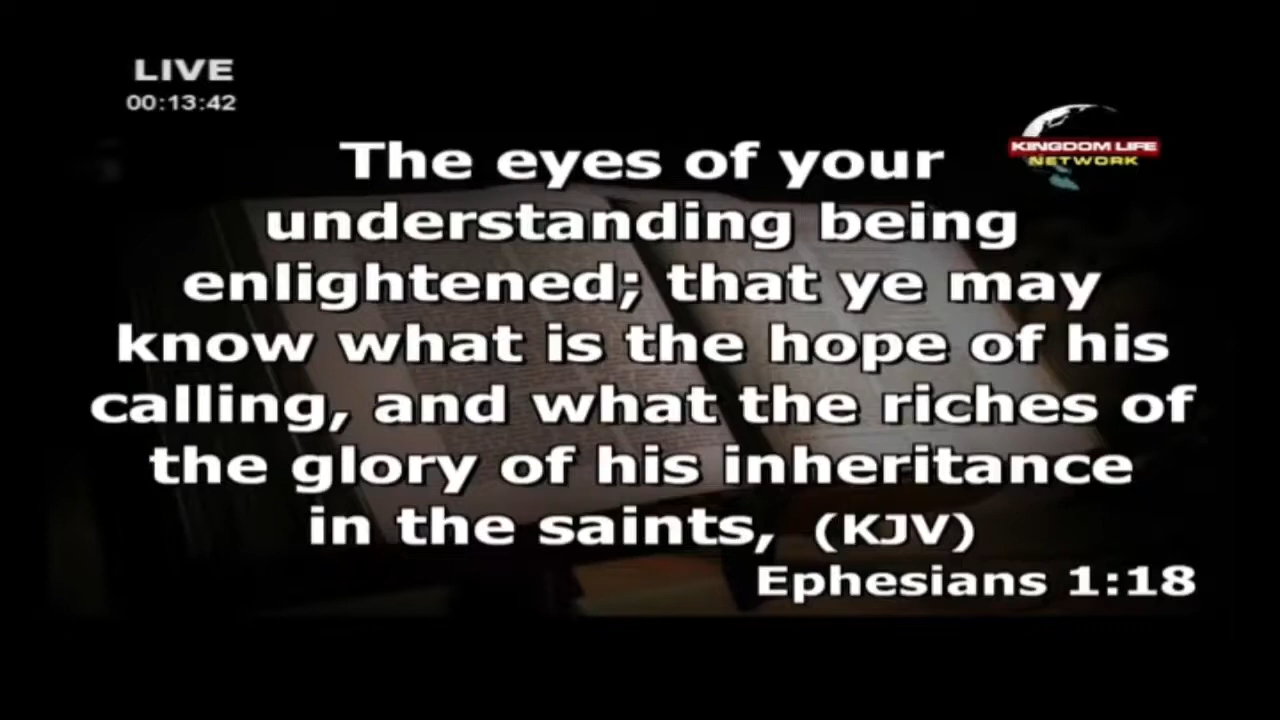 LIVE
00:13:42
KINGDOM LIFE
NETWORK
The eyes of your
understanding being
enlightened; that ye may
know what is the hope of his
calling, and what the riches of
the glory of his inheritance
in the saints, (KJV)
Ephesians 1:18